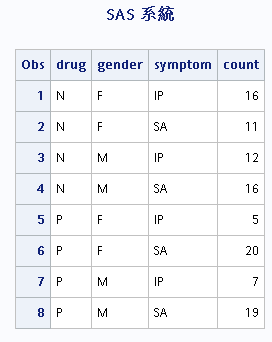 SAS 系統
Obs drug gender symptom count
1 N F IP 16
2 N F SA 11
3 N M IP 12
4 N M SA 16
5 P F IP 5
6 P F SA 20
7 P M IP 7
8 P M SA 19